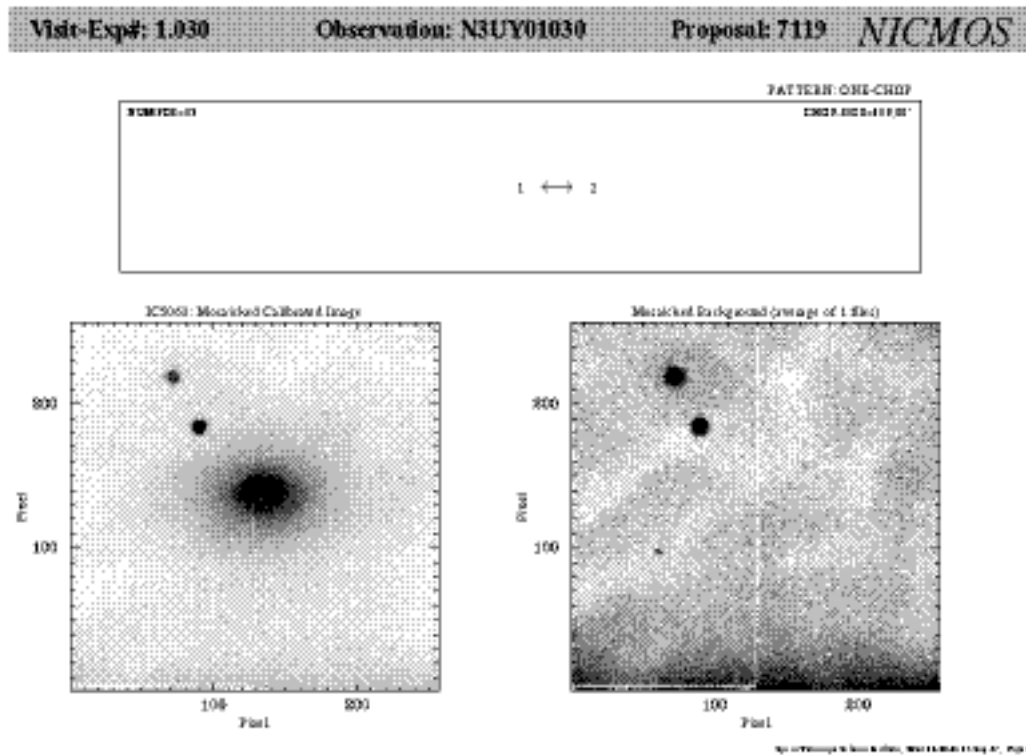 Visit-Exp#: 1.030 Observation: N3UY01030 Proposal: 7119 NICMOS
PATTERN: ONE-CHOP
1 ↔ 2
IC5063: Mosaicked Calibrated Image
Mosaicked Background (average of 1 files)
200
200
Pixel
Pixel
100
100
100 200
100 200
Pixel
Pixel